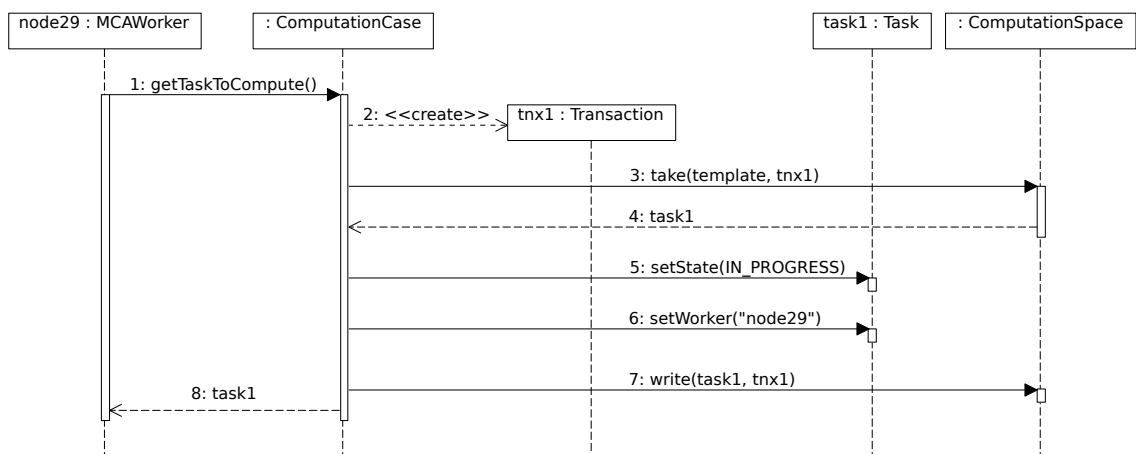 node29 : MCAWorker
: ComputationCase
task1 : Task
: ComputationSpace
1: getTaskToCompute()
2: <<create>>
tnx1 : Transaction
3: take(template, tnx1)
4: task1
5: setState(IN_PROGRESS)
6: setWorker("node29")
7: write(task1, tnx1)
8: task1